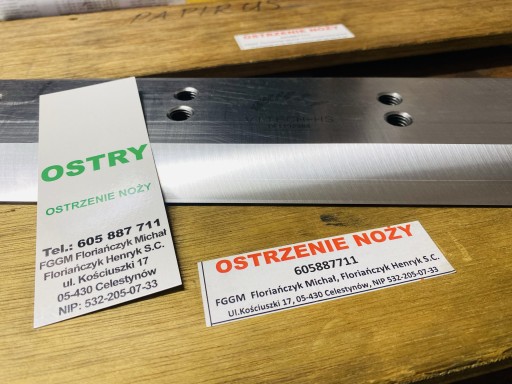 PAPIRUS
OSTRZENIE NOŻY
OSTRY
OSTRZENIE NOŻY
Tel.: 605 887 711
FGGM Floriańczyk Michał
Floriańczyk Henryk S.C.
ul. Kościuszki 17
05-430 Celestynów
NIP: 532-205-07-33
OSTRZENIE NOŻY
605887711
FGGM Floriańczyk Michał, Floriańczyk Henryk S.C.
Ul.Kościuszki 17, 05-430 Celestynów, NIP 532-205-07-33